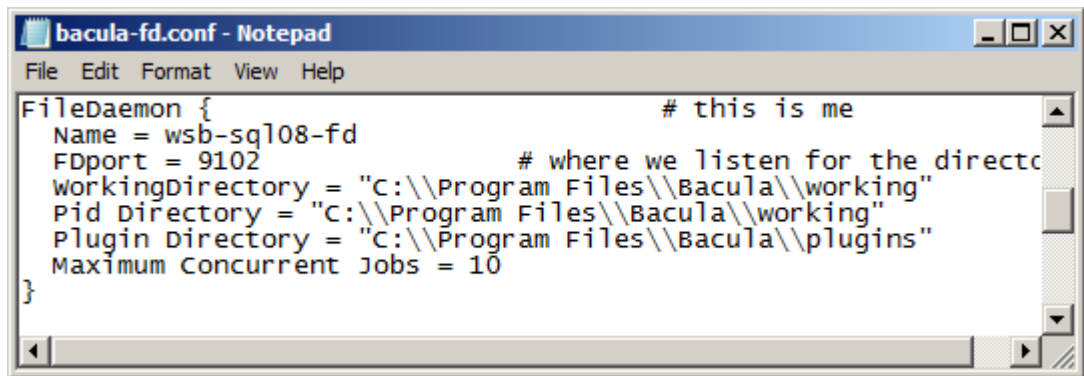 bacula-fd.conf - Notepad
File Edit Format View Help
FileDaemon { # this is me
Name = wsb-sql08-fd
FDport = 9102 # where we listen for the directo
WorkingDirectory = "C:\\Program Files\\Bacula\\working"
Pid Directory = "C:\\Program Files\\Bacula\\working"
Plugin Directory = "C:\\Program Files\\Bacula\\plugins"
Maximum Concurrent Jobs = 10
}